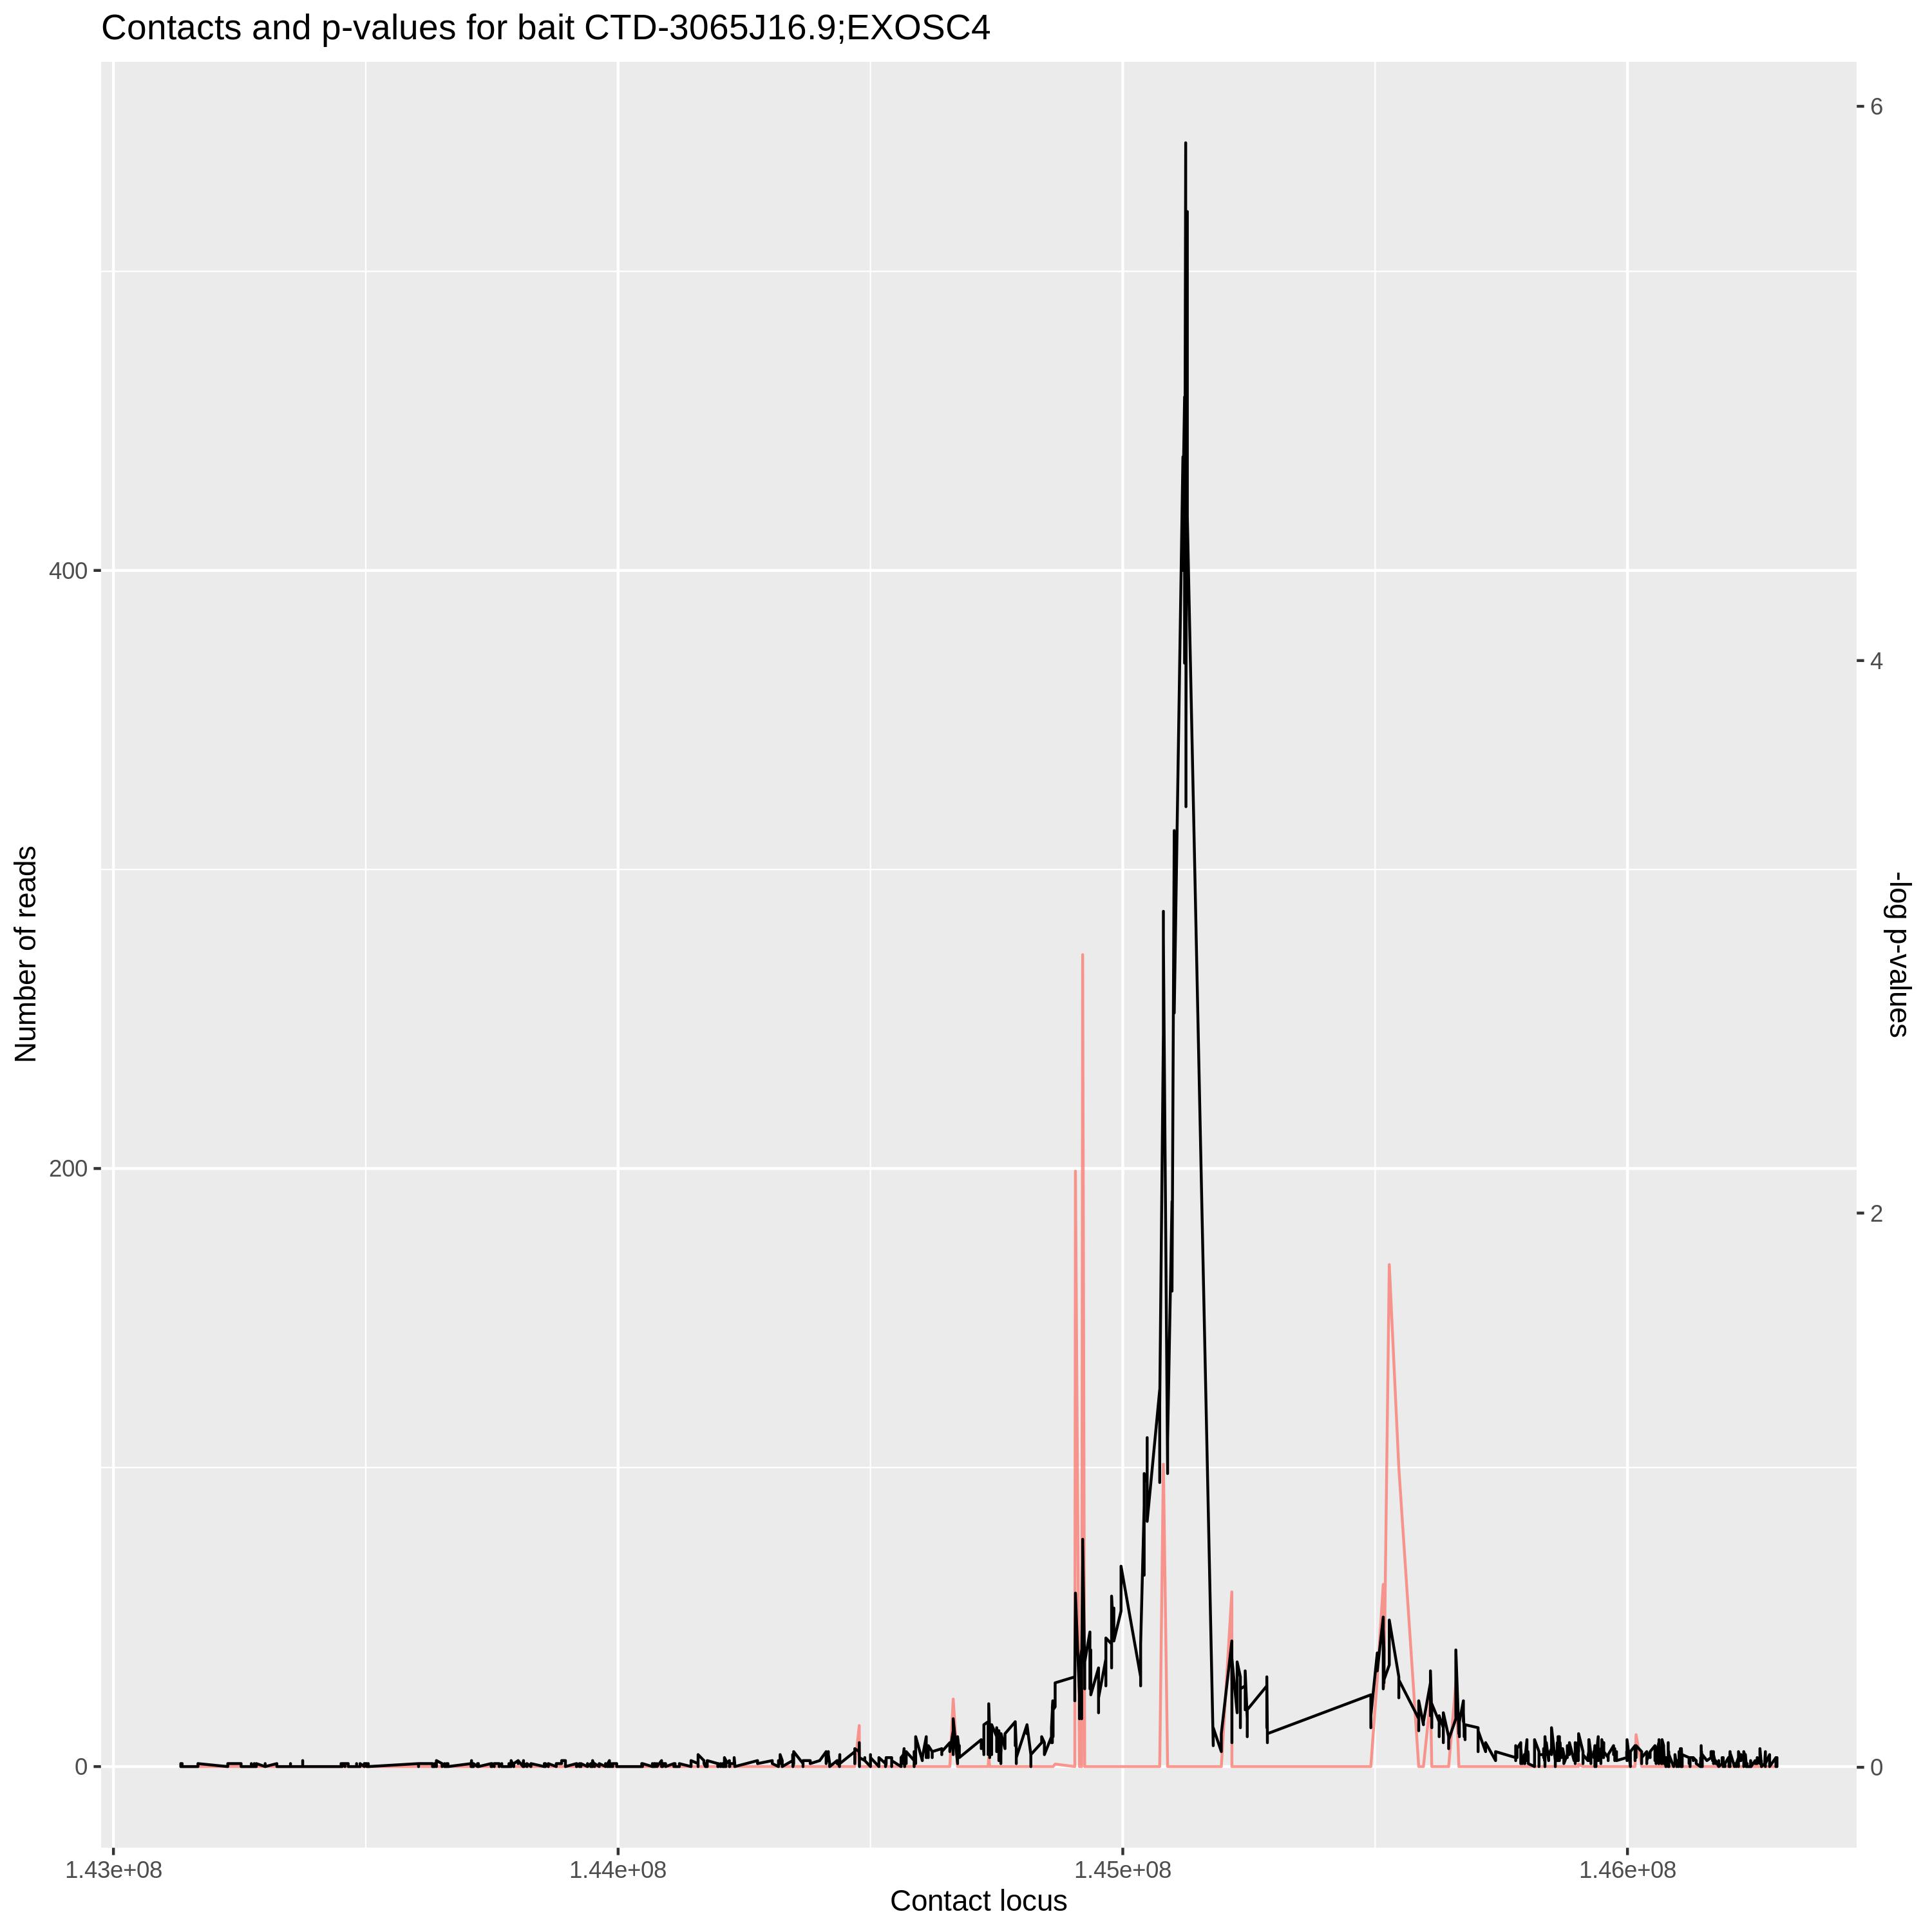 Contacts and p-values for bait CTD-3065J16.9;EXOSC4
Number of reads
400
200
0
6
4
2
0
-log p-values
1.43e+08
1.44e+08
1.45e+08
1.46e+08
Contact locus